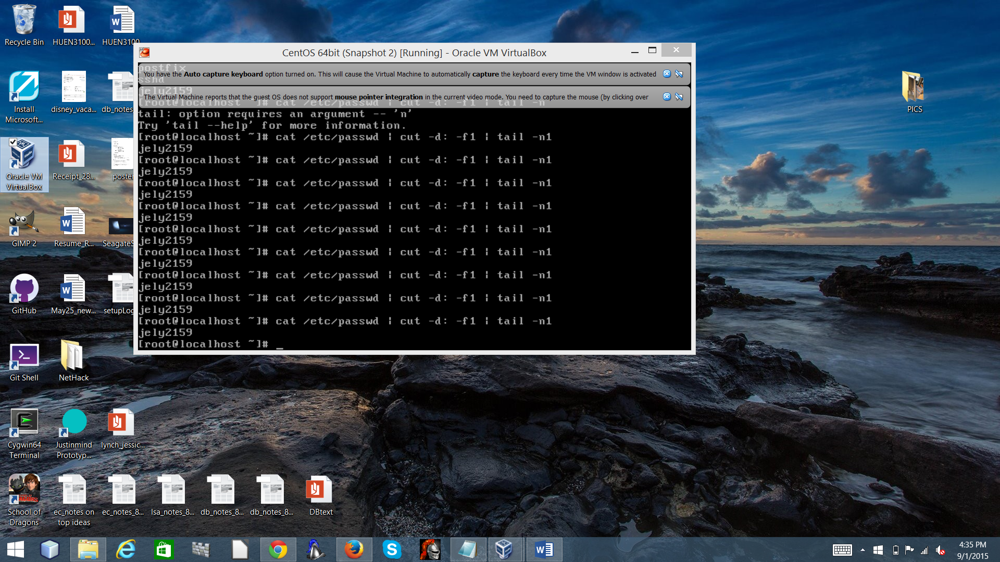 Recycle Bin
HUEN3100...
HUEN3100
Install
Microsoft...
disney_vaca...
db_notes
Oracle VM
VirtualBox
Receipt_28...
poster
GIMP 2
Resume_R...
SeagateS
GitHub
May25_new...
setupLog
Git Shell
NetHack
Cygwin64
Terminal
Justinmind
Prototyp...
lynch_jessic...
School of
Dragons
ec_notes on
top ideas
ec_notes_8...
lsa_notes_8...
db_notes_8...
db_notes_8...
DBtext
PICS
CentOS 64bit (Snapshot 2) [Running] - Oracle VM VirtualBox
postfix
You have the Auto capture keyboard option turned on. This will cause the Virtual Machine to automatically capture the keyboard every time the VM window is activated
sshd
jely2159
The Virtual Machine reports that the guest OS does not support mouse pointer integration in the current video mode. You need to capture the mouse (by clicking over
[root@localhost ~]# cat /etc/passwd | cut -d: -f1 | tail -n
tail: option requires an argument -- 'n'
Try 'tail --help' for more information.
[root@localhost ~]# cat /etc/passwd | cut -d: -f1 | tail -n1
jely2159
[root@localhost ~]# cat /etc/passwd | cut -d: -f1 | tail -n1
jely2159
[root@localhost ~]# cat /etc/passwd | cut -d: -f1 | tail -n1
jely2159
[root@localhost ~]# cat /etc/passwd | cut -d: -f1 | tail -n1
jely2159
[root@localhost ~]# cat /etc/passwd | cut -d: -f1 | tail -n1
jely2159
[root@localhost ~]# cat /etc/passwd | cut -d: -f1 | tail -n1
jely2159
[root@localhost ~]# cat /etc/passwd | cut -d: -f1 | tail -n1
jely2159
[root@localhost ~]# cat /etc/passwd | cut -d: -f1 | tail -n1
jely2159
[root@localhost ~]# cat /etc/passwd | cut -d: -f1 | tail -n1
jely2159
[root@localhost ~]# _
4:35 PM
9/1/2015